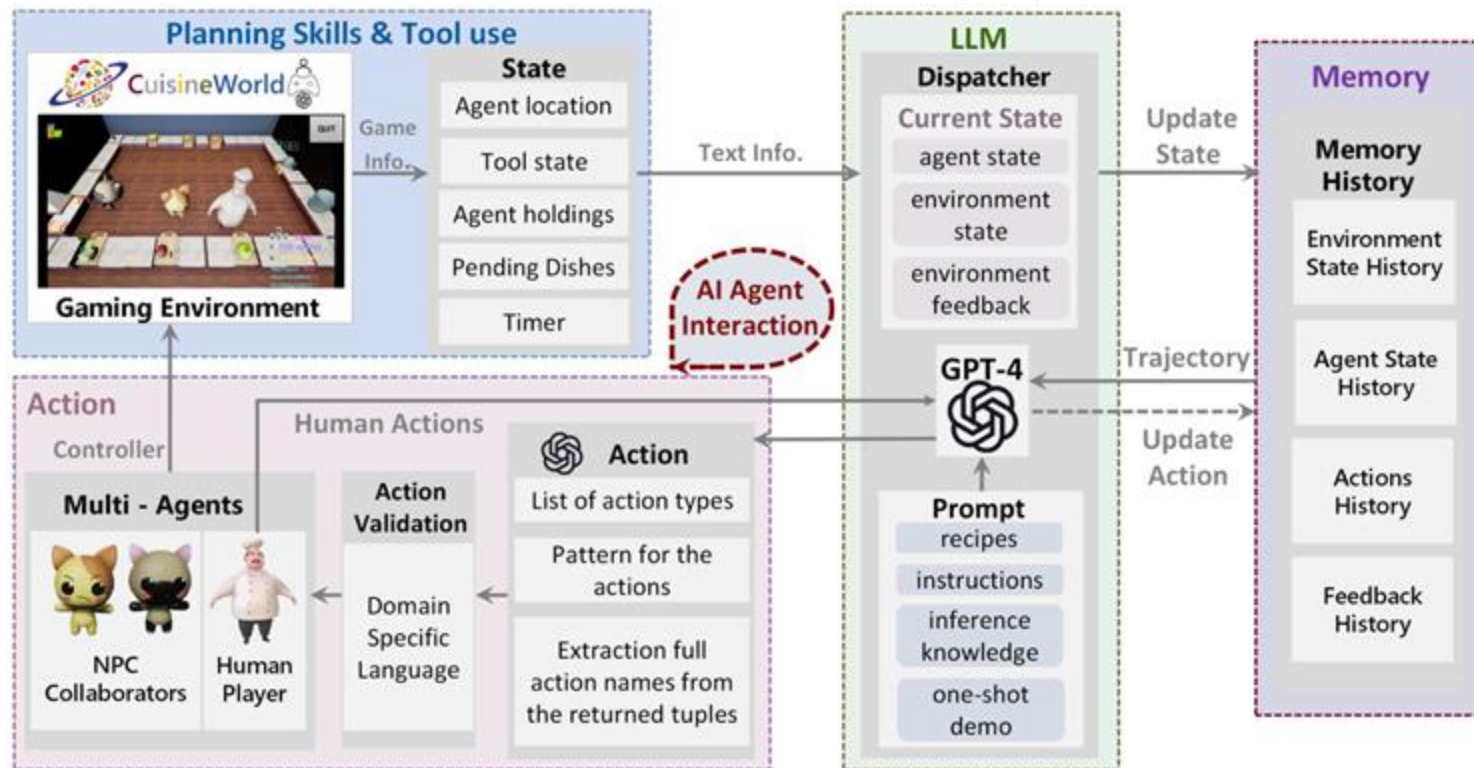 Planning Skills & Tool use
CuisineWorld
QUIT
Gaming Environment
Game
Info.
State
Agent location
Tool state
Agent holdings
Pending Dishes
Timer
Text Info.
AI Agent
Interaction
LLM
Dispatcher
Current State
agent state
environment
state
environment
feedback
GPT-4
Prompt
recipes
instructions
inference
knowledge
one-shot
demo
Update
State
Trajectory
Update
Action
Memory
Memory
History
Environment
State History
Agent State
History
Actions
History
Feedback
History
Action
Controller
Human Actions
Multi - Agents
NPC
Collaborators
Human
Player
Action
Validation
Domain
Specific
Language
Action
List of action types
Pattern for the
actions
Extraction full
action names from
the returned tuples